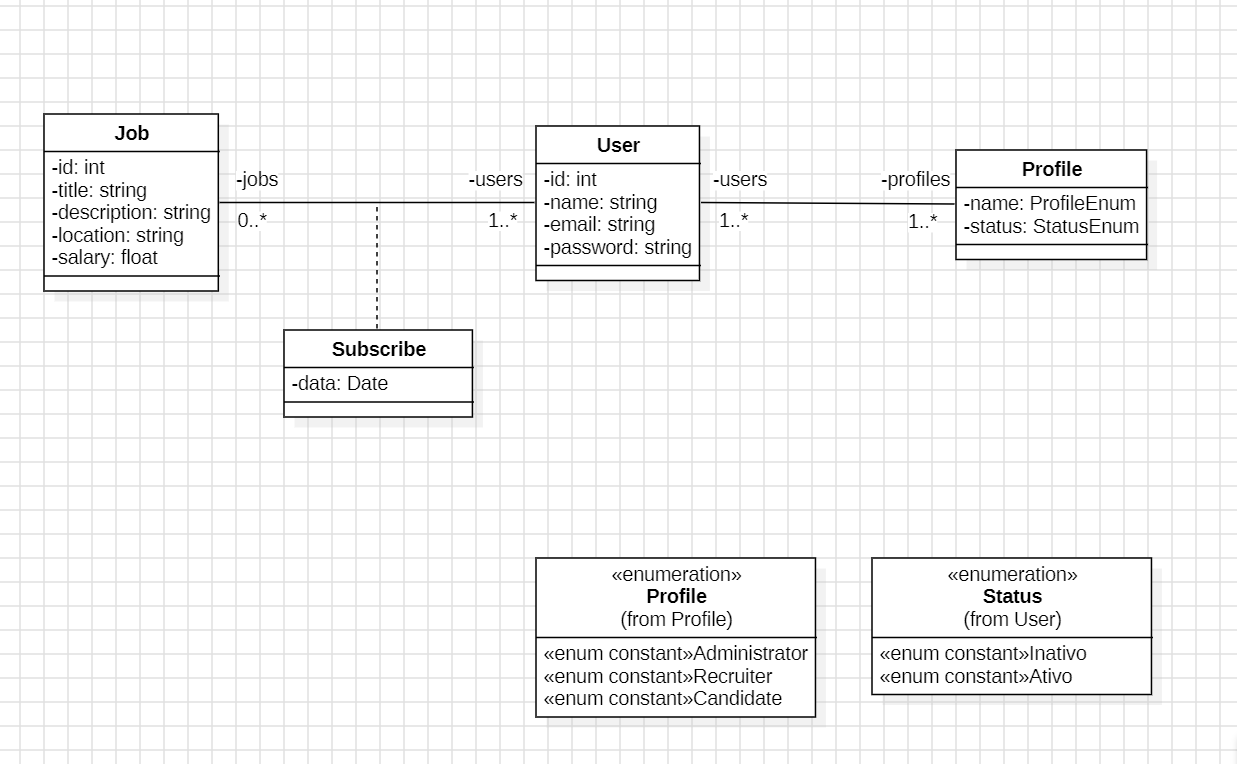 Job
-id: int
-title: string
-description: string
-location: string
-salary: float
-jobs
0..*
-users
1..*
User
-id: int
-name: string
-email: string
-password: string
-users
1..*
-profiles
1..*
Profile
-name: ProfileEnum
-status: StatusEnum
Subscribe
-data: Date
«enumeration»
Profile
(from Profile)
«enum constant»Administrator
«enum constant»Recruiter
«enum constant»Candidate
«enumeration»
Status
(from User)
«enum constant»Inativo
«enum constant»Ativo